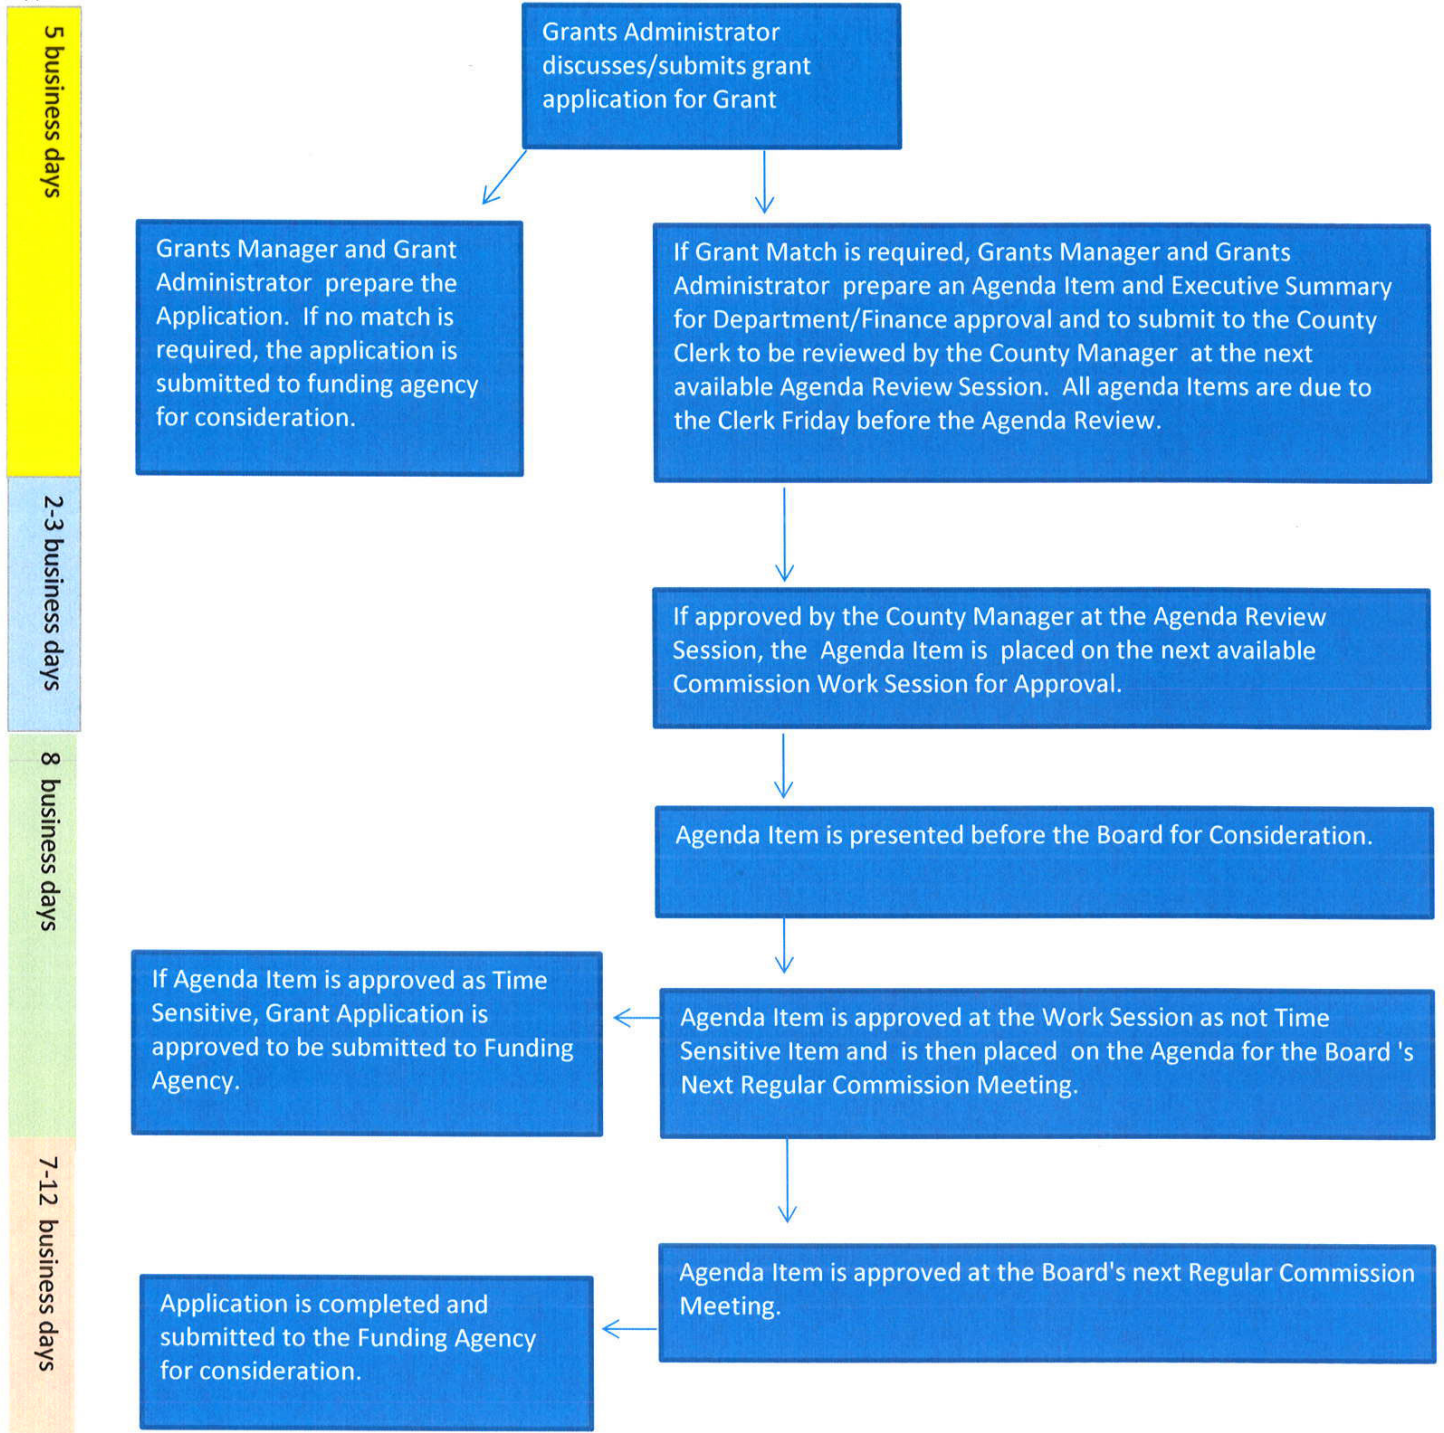 5 business days
Grants Administrator
discusses/submits grant
application for Grant
Grants Manager and Grant
Administrator prepare the
Application. If no match is
required, the application is
submitted to funding agency
for consideration.
If Grant Match is required, Grants Manager and Grants
Administrator prepare an Agenda Item and Executive Summary
for Department/Finance approval and to submit to the County
Clerk to be reviewed by the County Manager at the next
available Agenda Review Session. All agenda Items are due to
the Clerk Friday before the Agenda Review.
2-3 business days
If approved by the County Manager at the Agenda Review
Session, the Agenda Item is placed on the next available
Commission Work Session for Approval.
8 business days
Agenda Item is presented before the Board for Consideration.
If Agenda Item is approved as Time
Sensitive, Grant Application is
approved to be submitted to Funding
Agency.
Agenda Item is approved at the Work Session as not Time
Sensitive Item and is then placed on the Agenda for the Board 's
Next Regular Commission Meeting.
7-12 business days
Agenda Item is approved at the Board's next Regular Commission
Meeting.
Application is completed and
submitted to the Funding Agency
for consideration.